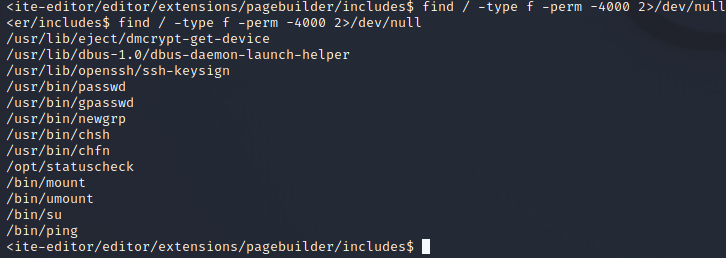 <ite-editor/editor/extensions/pagebuilder/includes$ find / -type f -perm -4000 2>/dev/null
<er/includes$ find / -type f -perm -4000 2>/dev/null
/usr/lib/eject/dmcrypt-get-device
/usr/lib/dbus-1.0/dbus-daemon-launch-helper
/usr/lib/openssh/ssh-keysign
/usr/bin/passwd
/usr/bin/gpasswd
/usr/bin/newgrp
/usr/bin/chsh
/usr/bin/chfn
/opt/statuscheck
/bin/mount
/bin/umount
/bin/su
/bin/ping
<ite-editor/editor/extensions/pagebuilder/includes$